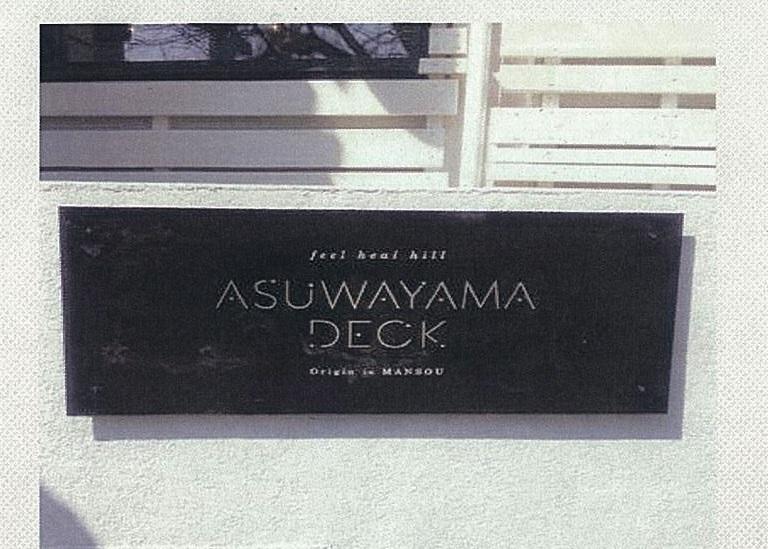 feel heal hill
ASUWAYAMA
DECK
Origin is MANSOU